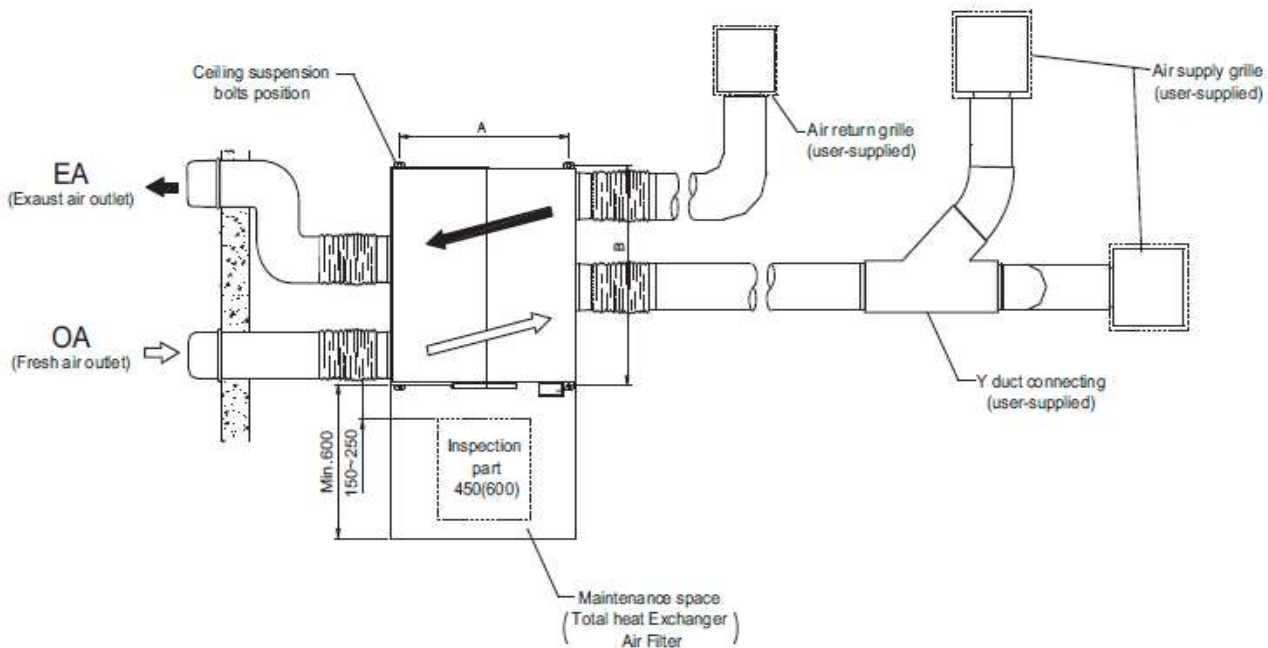 Ceiling suspension
bolts position
A
Air supply grille
(user-supplied)
Air return grille
(user-supplied)
EA
(Exaust air outlet)
B
OA
(Fresh air outlet)
Y duct connecting
(user-supplied)
Min.600
150~250
Inspection
part
450(600)
Maintenance space
(Total heat Exchanger
Air Filter)